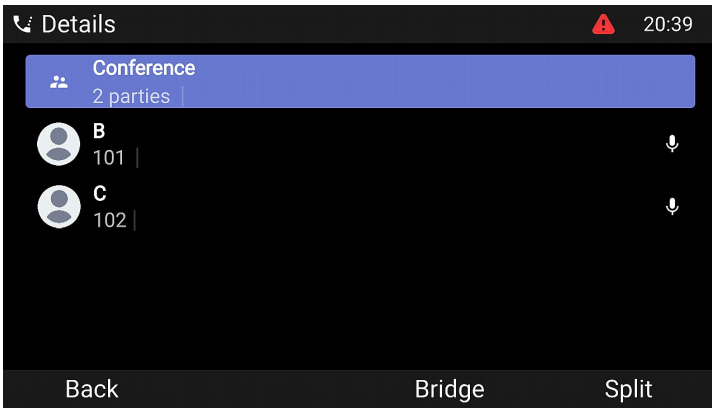 Details
20:39
Conference
2 parties
B
101
C
102
Back
Bridge
Split